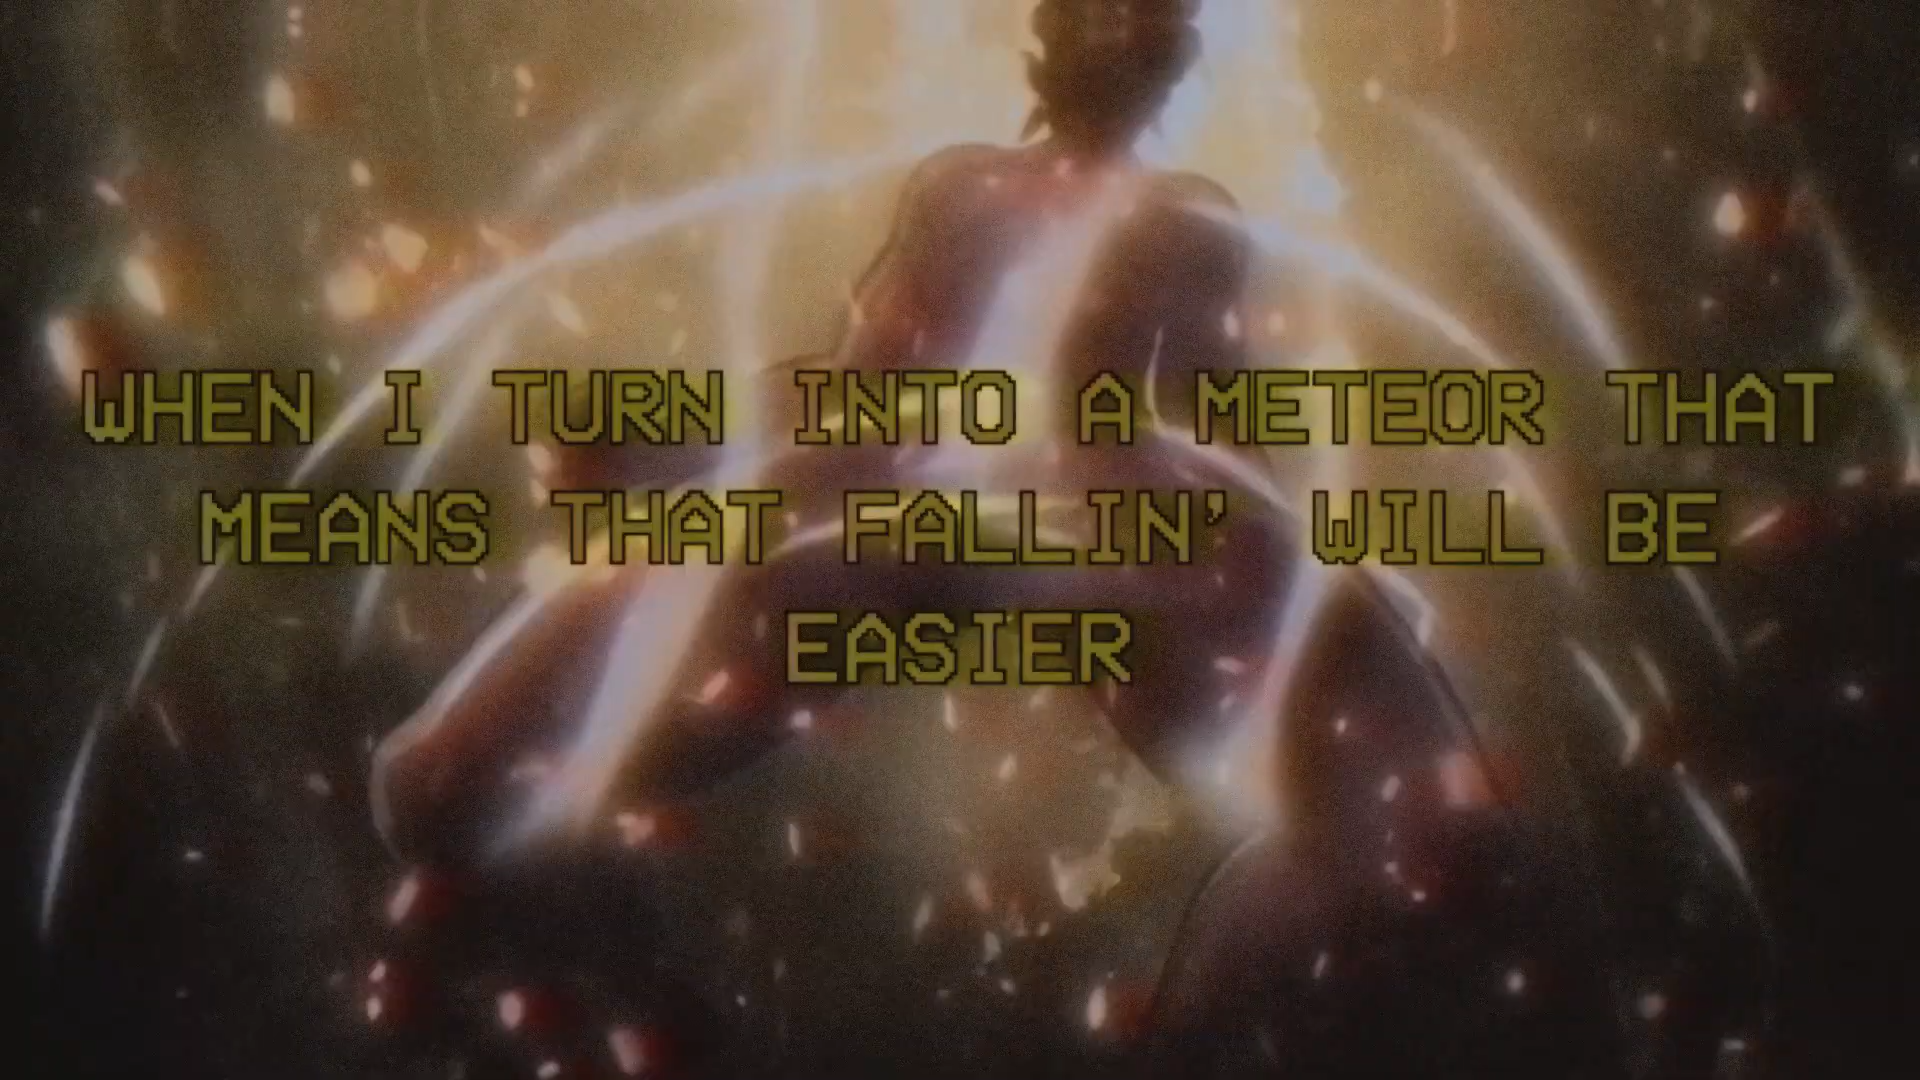 WHEN I TURN INTO A METEOR THAT
MEANS THAT FALLIN' WILL BE
EASIER